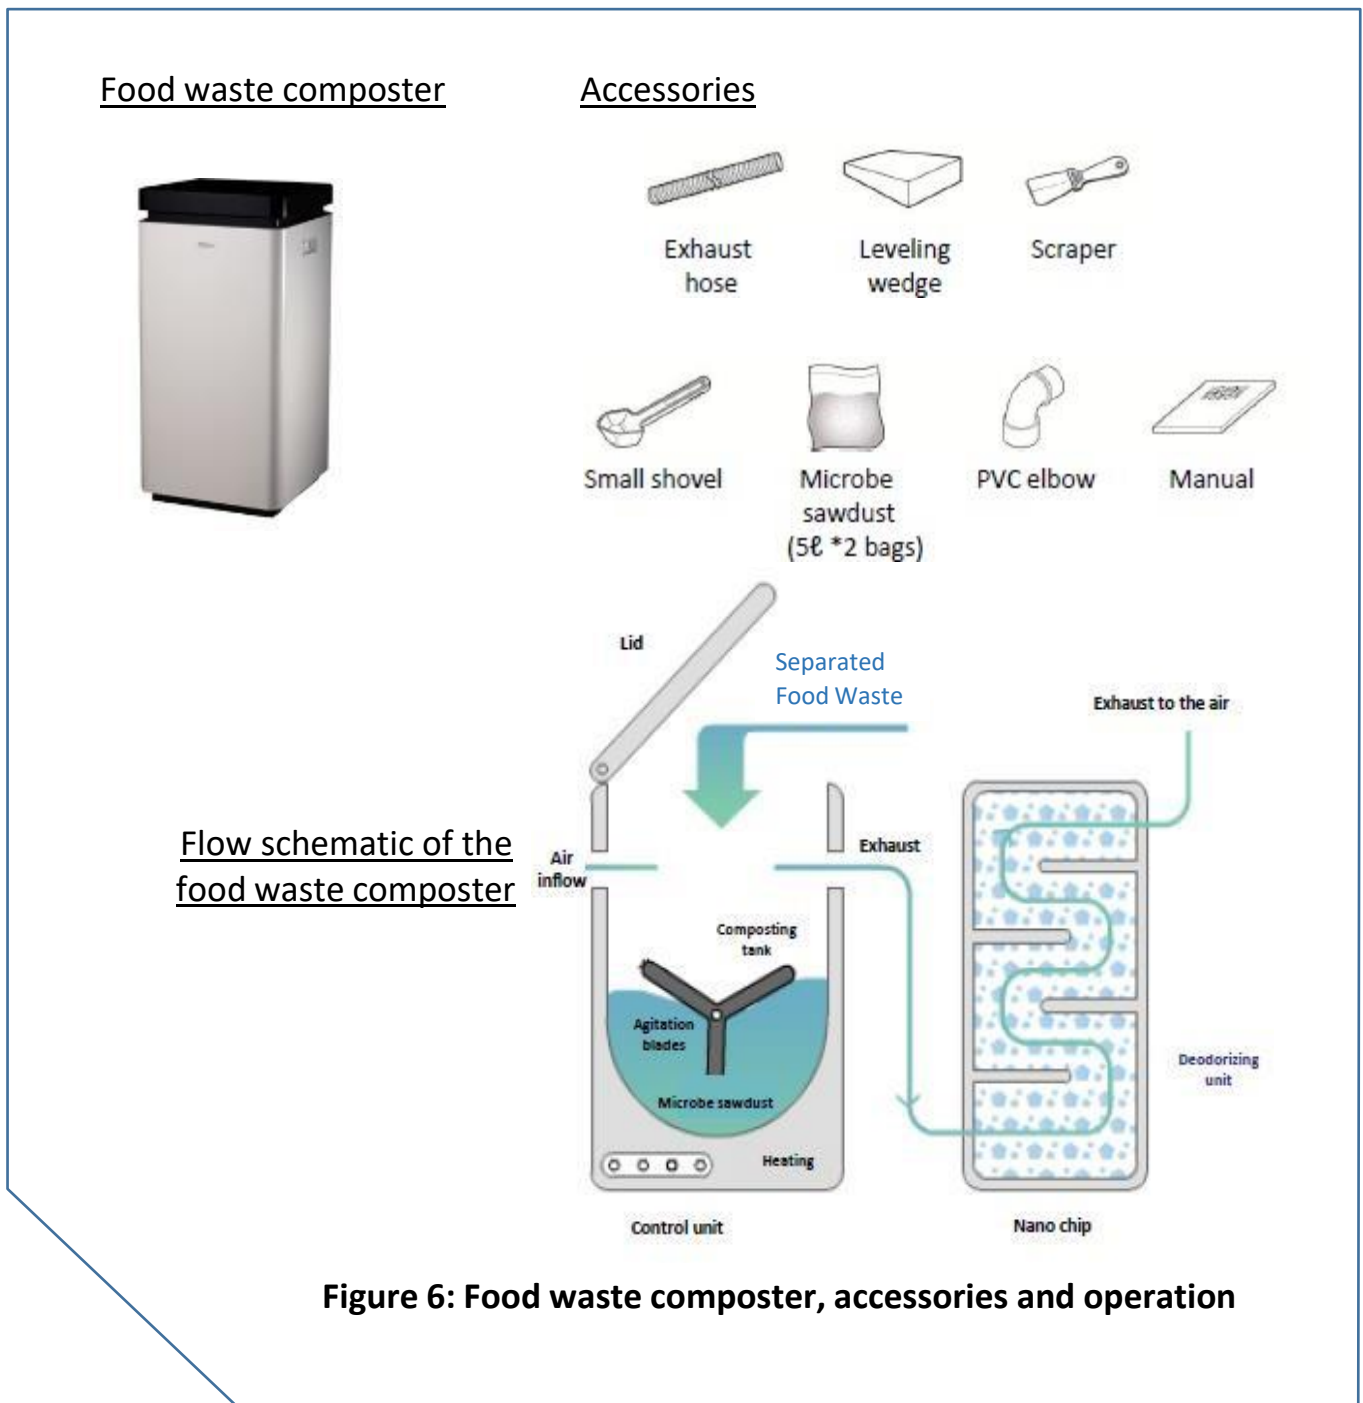 Food waste composter
Accessories
Exhaust
hose
Leveling
wedge
Scraper
Small shovel
Microbe
sawdust
(5ℓ *2 bags)
PVC elbow
Manual
Lid
Separated
Food Waste
Exhaust to the air
Flow schematic of the
food waste composter
Air
inflow
Exhaust
Composting
tank
Agitation
blades
Microbe sawdust
Heating
Deodorizing
unit
Control unit
Nano chip
Figure 6: Food waste composter, accessories and operation